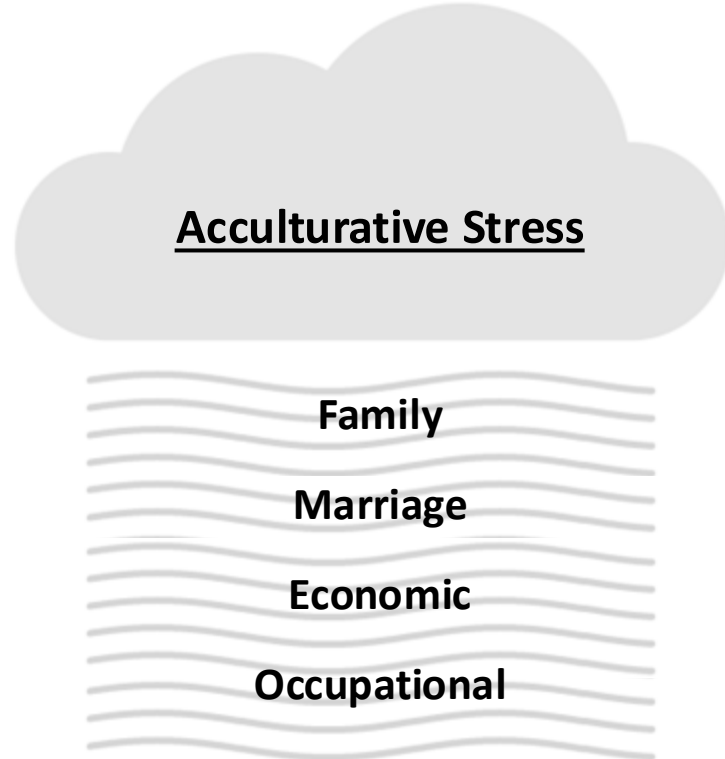 Acculturative Stress
Family
Marriage
Economic
Occupational